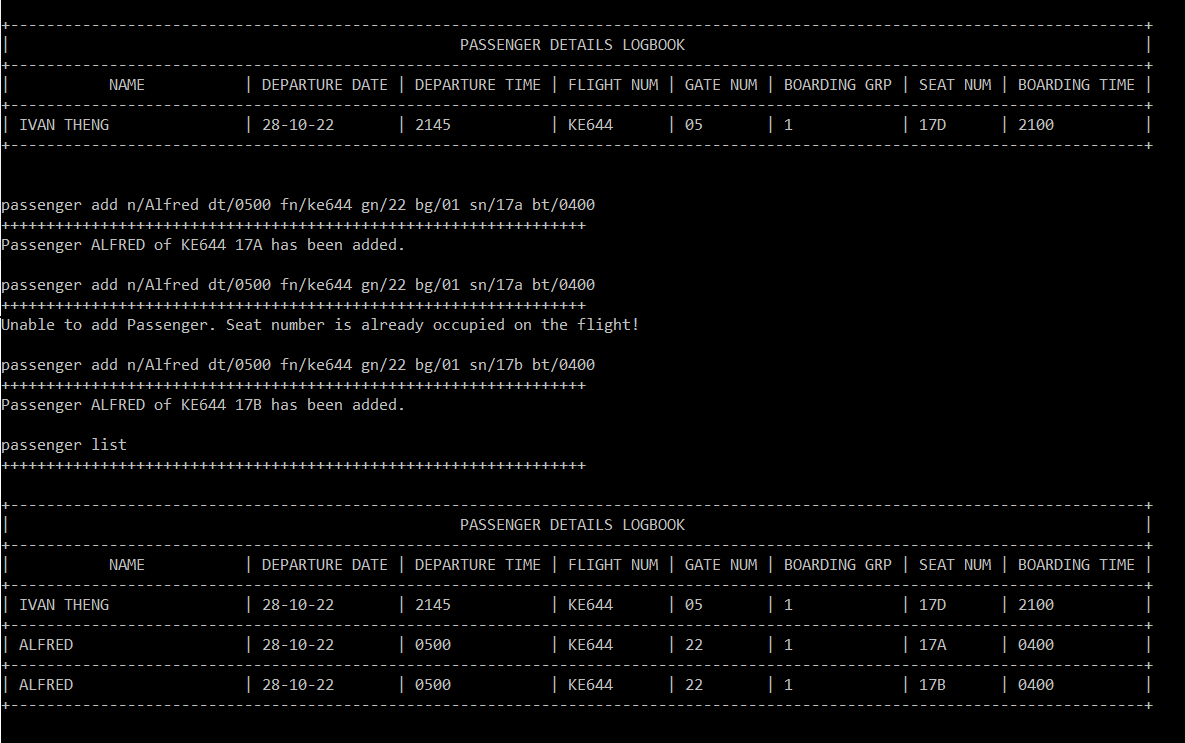 +------------------------------------------------------------------------------------------------------------------------------+
| PASSENGER DETAILS LOGBOOK |
+------------------------------------------------------------------------------------------------------------------------------+
| NAME | DEPARTURE DATE | DEPARTURE TIME | FLIGHT NUM | GATE NUM | BOARDING GRP | SEAT NUM | BOARDING TIME |
+------------------------------------------------------------------------------------------------------------------------------+
| IVAN THENG | 28-10-22 | 2145 | KE644 | 05 | 1 | 17D | 2100 |
+------------------------------------------------------------------------------------------------------------------------------+
passenger add n/Alfred dt/0500 fn/ke644 gn/22 bg/01 sn/17a bt/0400
+++++++++++++++++++++++++++++++++++++++++++++++++++++++++++++++++
Passenger ALFRED of KE644 17A has been added.
passenger add n/Alfred dt/0500 fn/ke644 gn/22 bg/01 sn/17a bt/0400
+++++++++++++++++++++++++++++++++++++++++++++++++++++++++++++++++
Unable to add Passenger. Seat number is already occupied on the flight!
passenger add n/Alfred dt/0500 fn/ke644 gn/22 bg/01 sn/17b bt/0400
+++++++++++++++++++++++++++++++++++++++++++++++++++++++++++++++++
Passenger ALFRED of KE644 17B has been added.
passenger list
+++++++++++++++++++++++++++++++++++++++++++++++++++++++++++++++++
+------------------------------------------------------------------------------------------------------------------------------+
| PASSENGER DETAILS LOGBOOK |
+------------------------------------------------------------------------------------------------------------------------------+
| NAME | DEPARTURE DATE | DEPARTURE TIME | FLIGHT NUM | GATE NUM | BOARDING GRP | SEAT NUM | BOARDING TIME |
+------------------------------------------------------------------------------------------------------------------------------+
| IVAN THENG | 28-10-22 | 2145 | KE644 | 05 | 1 | 17D | 2100 |
+------------------------------------------------------------------------------------------------------------------------------+
| ALFRED | 28-10-22 | 0500 | KE644 | 22 | 1 | 17A | 0400 |
+------------------------------------------------------------------------------------------------------------------------------+
| ALFRED | 28-10-22 | 0500 | KE644 | 22 | 1 | 17B | 0400 |
+------------------------------------------------------------------------------------------------------------------------------+